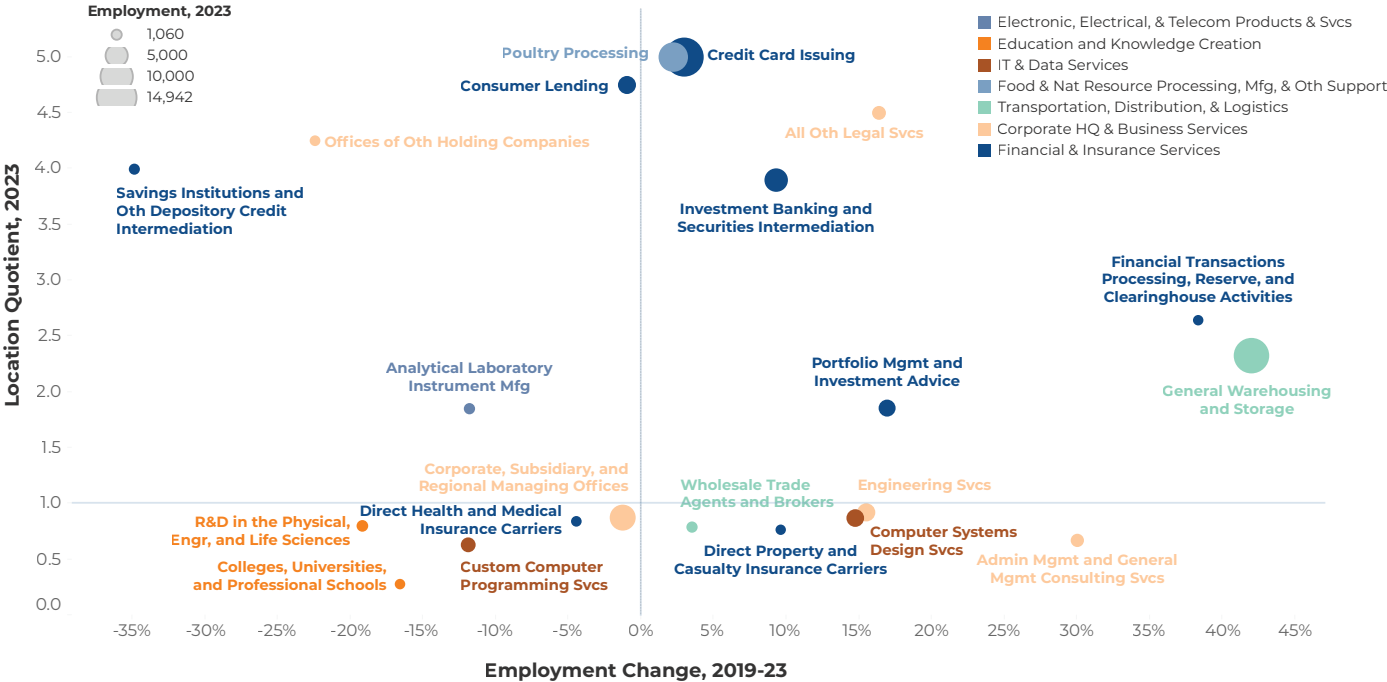 Employment, 2023
1,060
5,000
10,000
14,942
Electronic, Electrical, & Telecom Products & Svcs
Education and Knowledge Creation
IT & Data Services
Food & Nat Resource Processing, Mfg, & Oth Support
Transportation, Distribution, & Logistics
Corporate HQ & Business Services
Financial & Insurance Services
Location Quotient, 2023
5.0
4.5
4.0
3.5
3.0
2.5
2.0
1.5
1.0
0.5
0.0
Poultry Processing
Credit Card Issuing
Consumer Lending
Offices of Oth Holding Companies
All Oth Legal Svcs
Savings Institutions and
Oth Depository Credit
Intermediation
Investment Banking and
Securities Intermediation
Financial Transactions
Processing, Reserve, and
Clearinghouse Activities
Analytical Laboratory
Instrument Mfg
Portfolio Mgmt and
Investment Advice
General Warehousing
and Storage
Corporate, Subsidiary, and
Regional Managing Offices
Wholesale Trade
Agents and Brokers
Engineering Svcs
R&D in the Physical,
Engr, and Life Sciences
Direct Health and Medical
Insurance Carriers
Computer Systems
Design Svcs
Direct Property and
Casualty Insurance Carriers
Admin Mgmt and General
Mgmt Consulting Svcs
Colleges, Universities,
and Professional Schools
Custom Computer
Programming Svcs
-35%
-30%
-25%
-20%
-15%
-10%
-5%
0%
5%
10%
15%
20%
25%
30%
35%
40%
45%
Employment Change, 2019-23